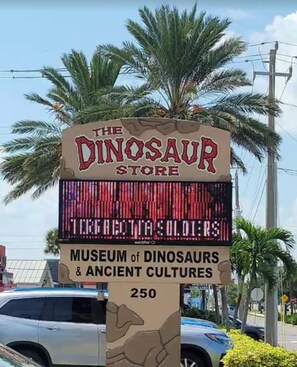 THE
DINOSAUR
STORE
TERRACOTTA SOLDIERS
MUSEUM OF DINOSAURS
& ANCIENT CULTURES
250